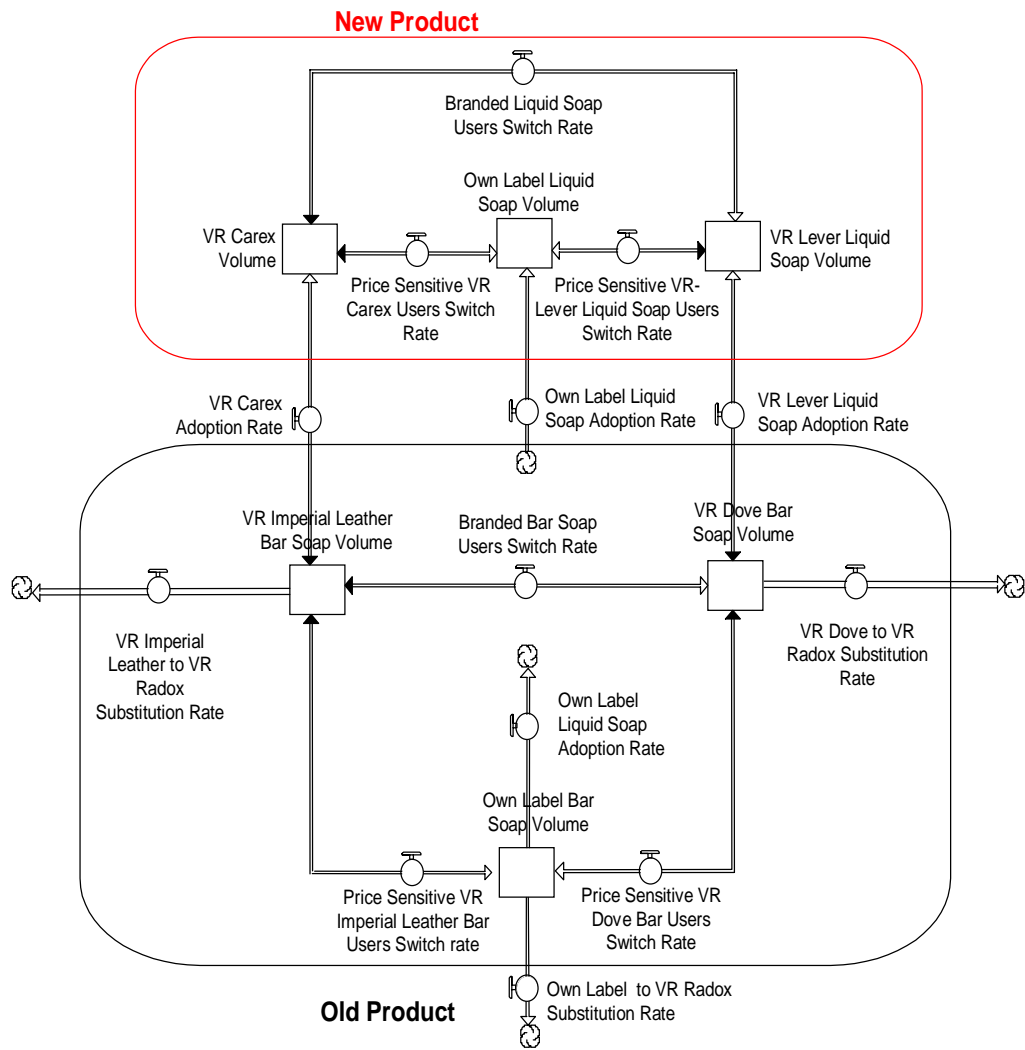 New Product
Branded Liquid Soap
Users Switch Rate
Own Label Liquid
Soap Volume
VR Carex
Volume
VR Lever Liquid
Soap Volume
Price Sensitive VR
Carex Users Switch
Rate
Price Sensitive VR-
Lever Liquid Soap Users
Switch Rate
VR Carex
Adoption Rate
Own Label Liquid
Soap Adoption Rate
VR Lever Liquid
Soap Adoption Rate
VR Imperial Leather
Bar Soap Volume
Branded Bar Soap
Users Switch Rate
VR Dove Bar
Soap Volume
VR Imperial
Leather to VR
Radox
Substitution Rate
VR Dove to VR
Radox Substitution
Rate
Own Label
Liquid Soap
Adoption Rate
Own Label Bar
Soap Volume
Price Sensitive VR
Imperial Leather Bar
Users Switch rate
Price Sensitive VR
Dove Bar Users
Switch Rate
Own Label to VR Radox
Substitution Rate
Old Product